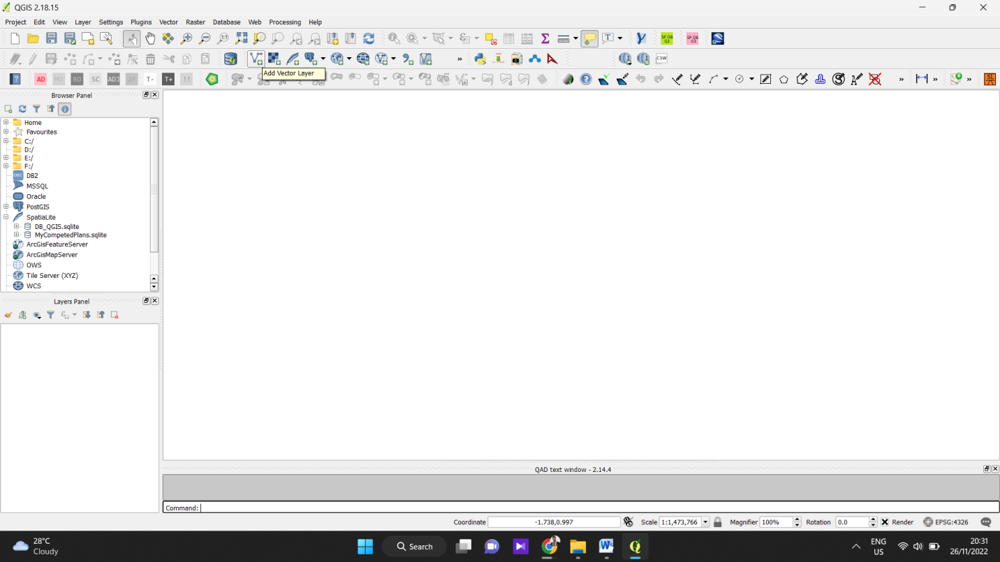 QGIS 2.18.15
Project Edit View Layer Settings Plugins Vector Raster Database Web Processing Help
SP QB 02
SP QB 03
CSW
Add Vector Layer
AD MD RO SC ADJ 2P T- T+ !!
Browser Panel
Home
Favourites
C:/
D:/
E:/
F:/
DB2
MSSQL
Oracle
PostGIS
SpatiaLite
DB_QGIS.sqlite
MyCompetedPlans.sqlite
ArcGisFeatureServer
ArcGisMapServer
OWS
Tile Server (XYZ)
WCS
Layers Panel
QAD text window - 2.14.4
Command:
Coordinate -1.738,0.997 Scale 1:1,473,766 Magnifier 100% Rotation 0.0 Render EPSG:4326
28°C
Cloudy
Search
ENG
US
20:31
26/11/2022